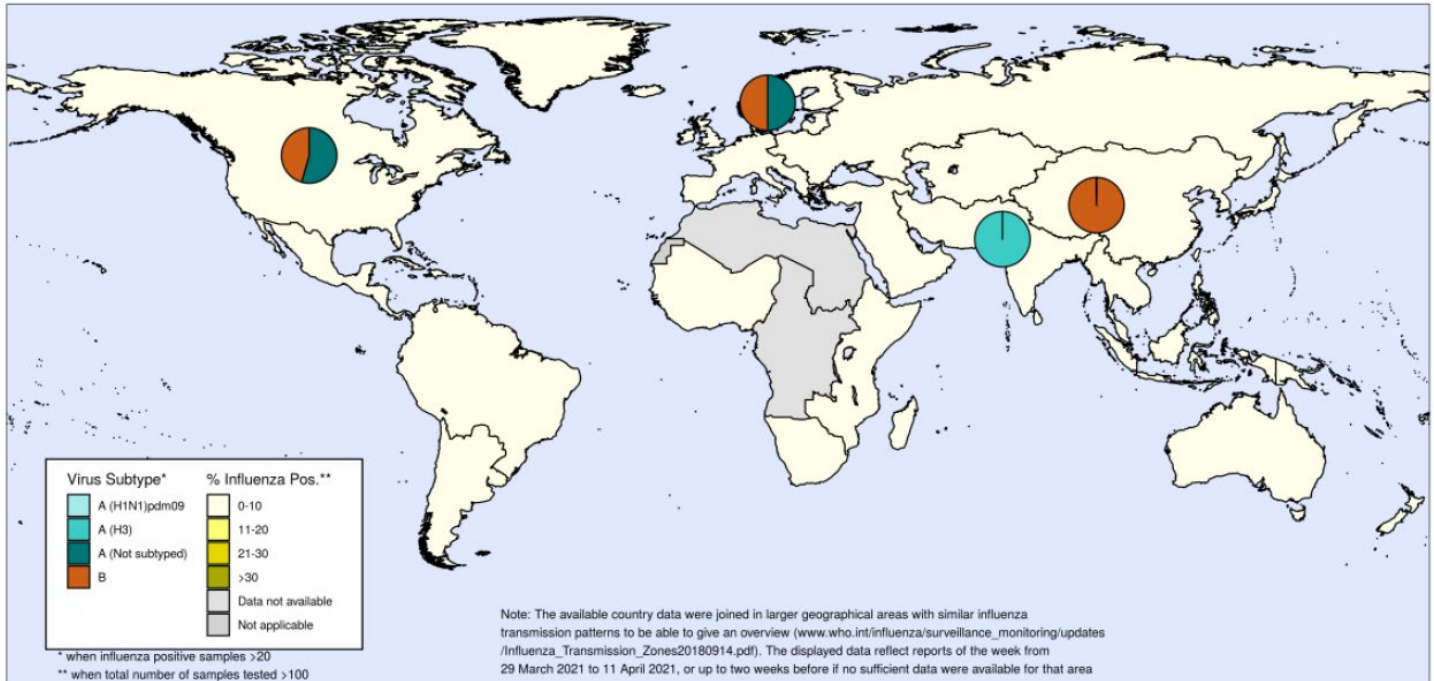 Virus Subtype*
A (H1N1)pdm09
A (H3)
A (Not subtyped)
B
% Influenza Pos.**
0-10
11-20
21-30
>30
Data not available
Not applicable
* when influenza positive samples >20
** when total number of samples tested >100
Note: The available country data were joined in larger geographical areas with similar influenza
transmission patterns to be able to give an overview (www.who.int/influenza/surveillance_monitoring/updates
/Influenza_Transmission_Zones20180914.pdf). The displayed data reflect reports of the week from
29 March 2021 to 11 April 2021, or up to two weeks before if no sufficient data were available for that area